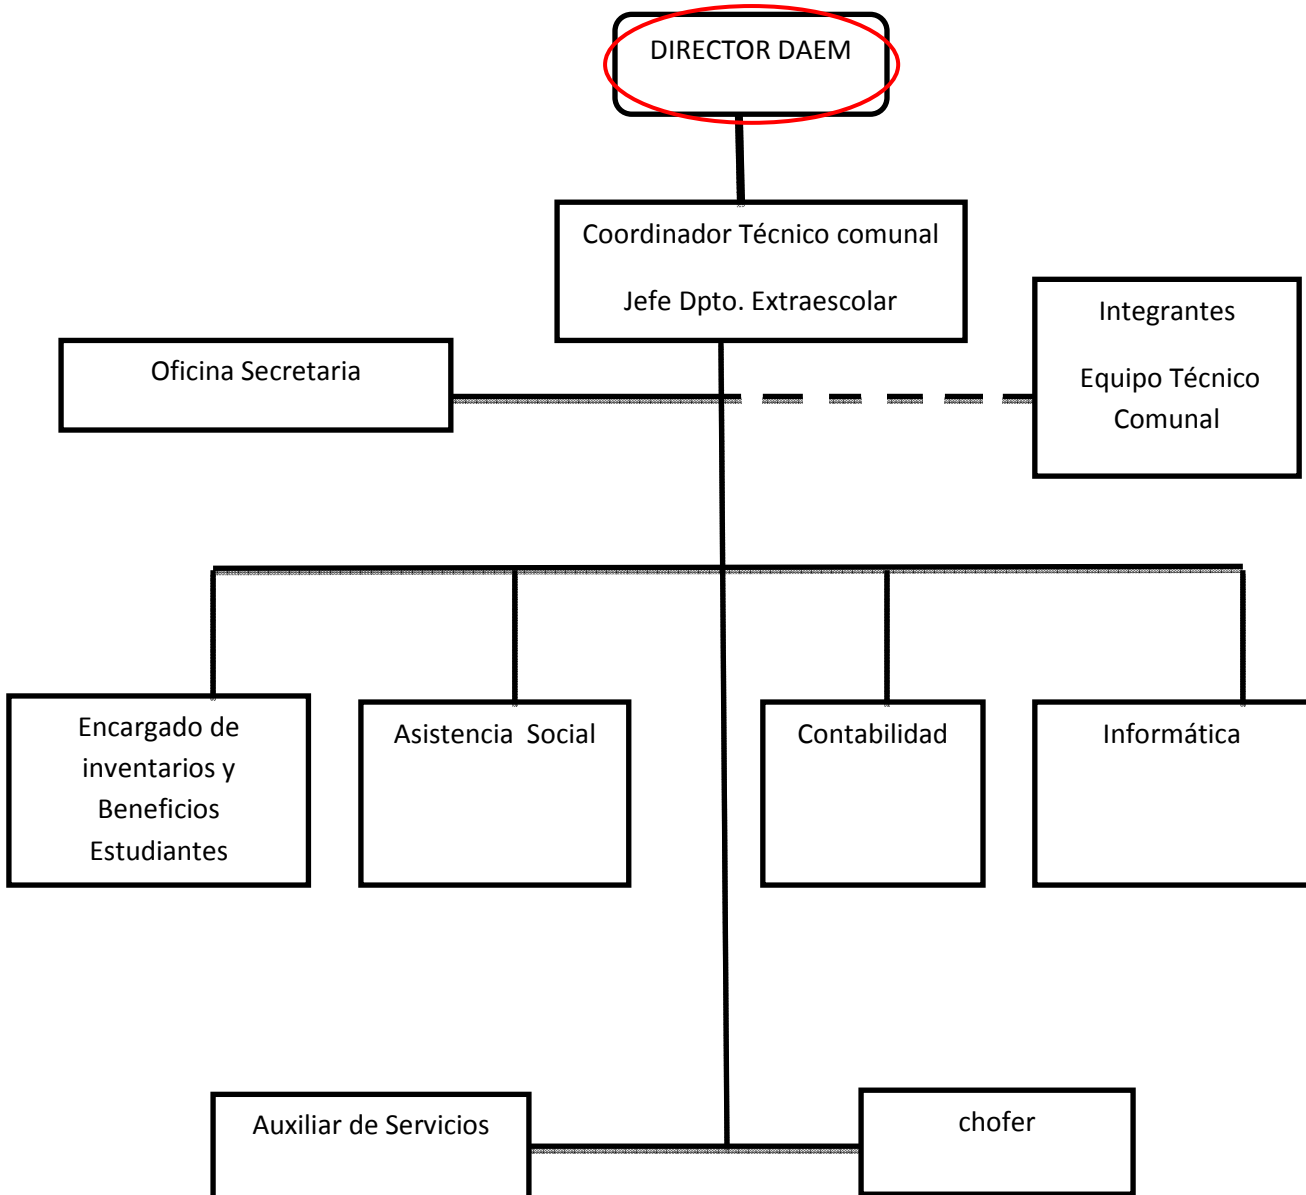 DIRECTOR DAEM
Coordinador Técnico comunal
Jefe Dpto. Extraescolar
Integrantes
Equipo Técnico
Comunal
Oficina Secretaria
Encargado de
inventarios y
Beneficios
Estudiantes
Asistencia  Social
Contabilidad
Informática
Auxiliar de Servicios
chofer